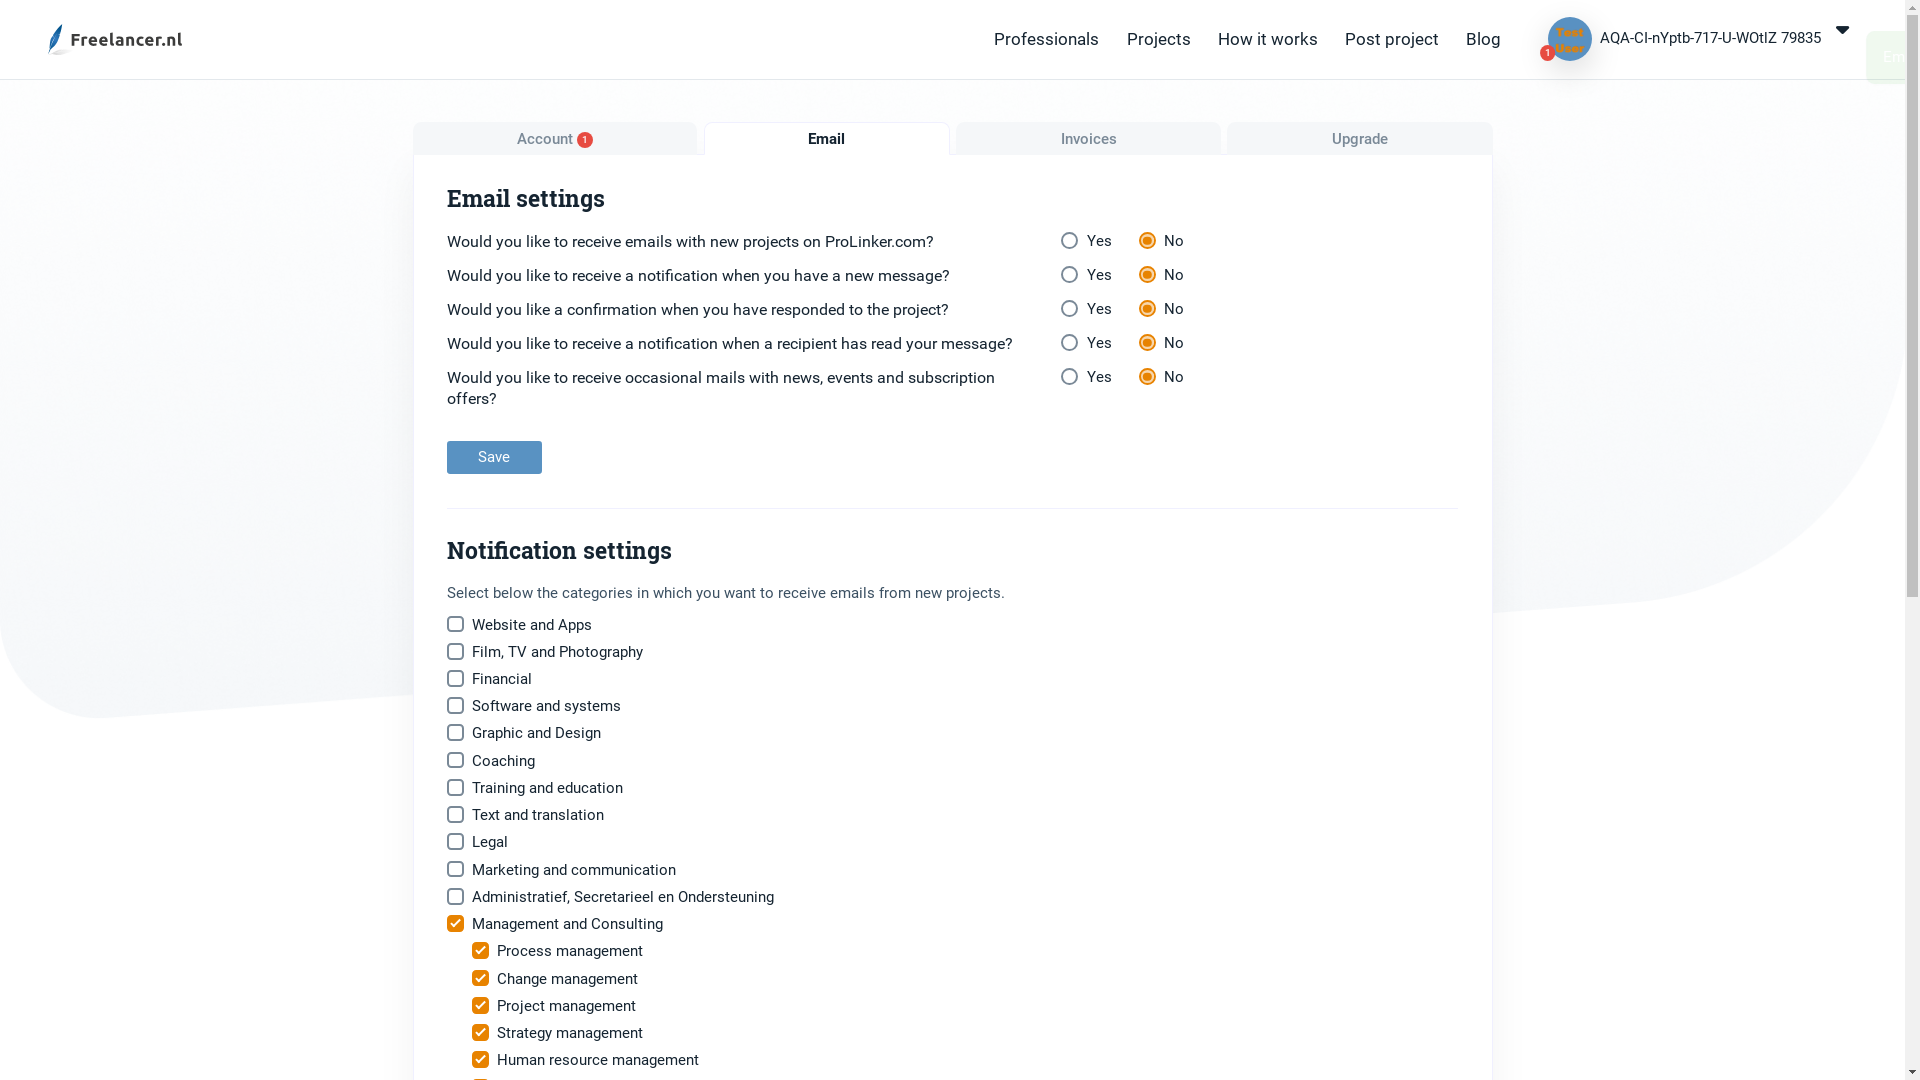 Freelancer.nl
Professionals
Projects
How it works
Post project
Blog
Test
User
1
AQA-CI-nYptb-717-U-WOtlZ 79835
Em
Account 1
Email
Invoices
Upgrade
Email settings
Would you like to receive emails with new projects on ProLinker.com?
Yes
No
Would you like to receive a notification when you have a new message?
Yes
No
Would you like a confirmation when you have responded to the project?
Yes
No
Would you like to receive a notification when a recipient has read your message?
Yes
No
Would you like to receive occasional mails with news, events and subscription
offers?
Yes
No
Save
Notification settings
Select below the categories in which you want to receive emails from new projects.
Website and Apps
Film, TV and Photography
Financial
Software and systems
Graphic and Design
Coaching
Training and education
Text and translation
Legal
Marketing and communication
Administratief, Secretarieel en Ondersteuning
Management and Consulting
Process management
Change management
Project management
Strategy management
Human resource management